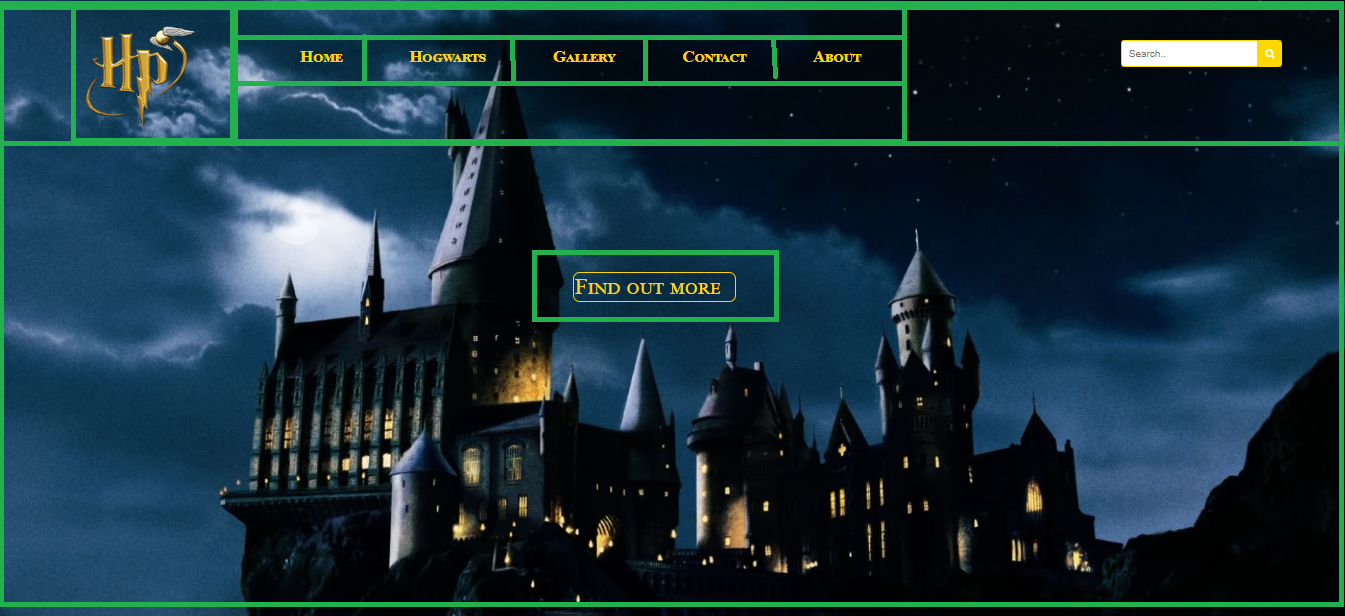 HP
Home
Hogwarts
Gallery
Contact
About
Search..
Find out more